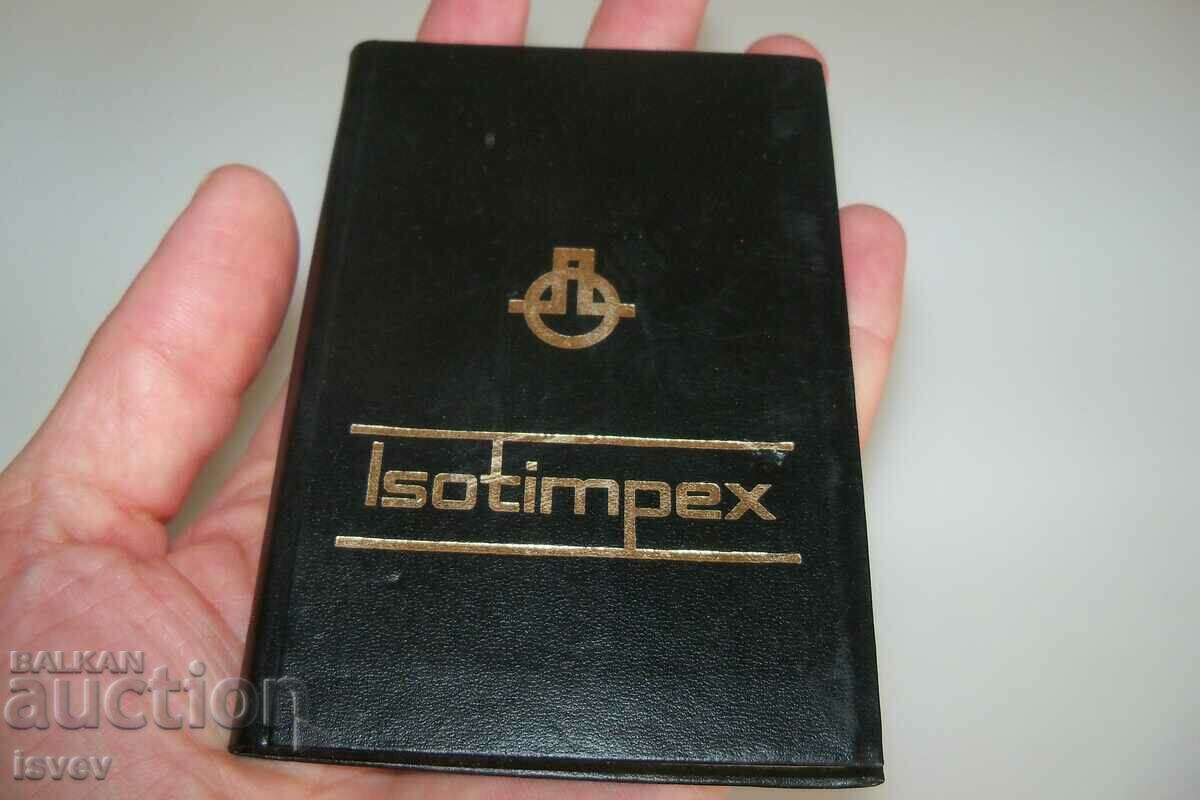 Isotimpex
BALKAN
auction
isvev